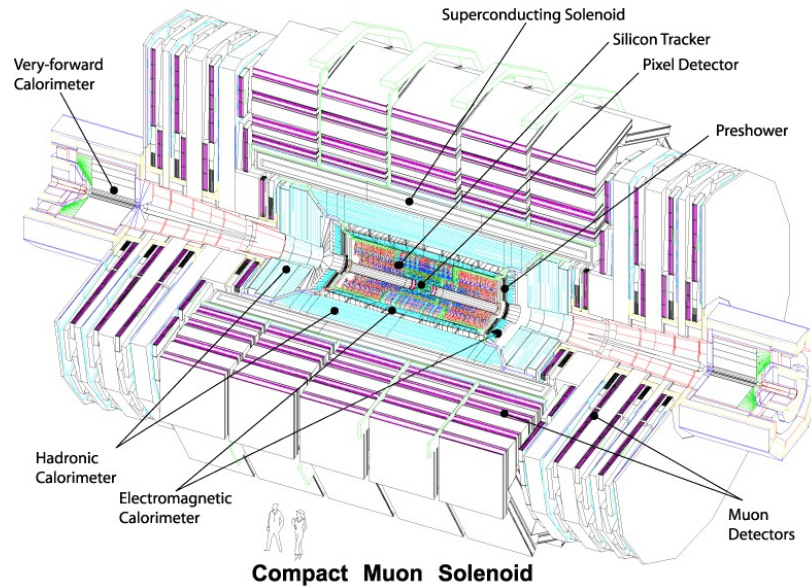 Superconducting Solenoid
Silicon Tracker
Pixel Detector
Very-forward
Calorimeter
Preshower
Hadronic
Calorimeter
Electromagnetic
Calorimeter
Muon
Detectors
Compact Muon Solenoid